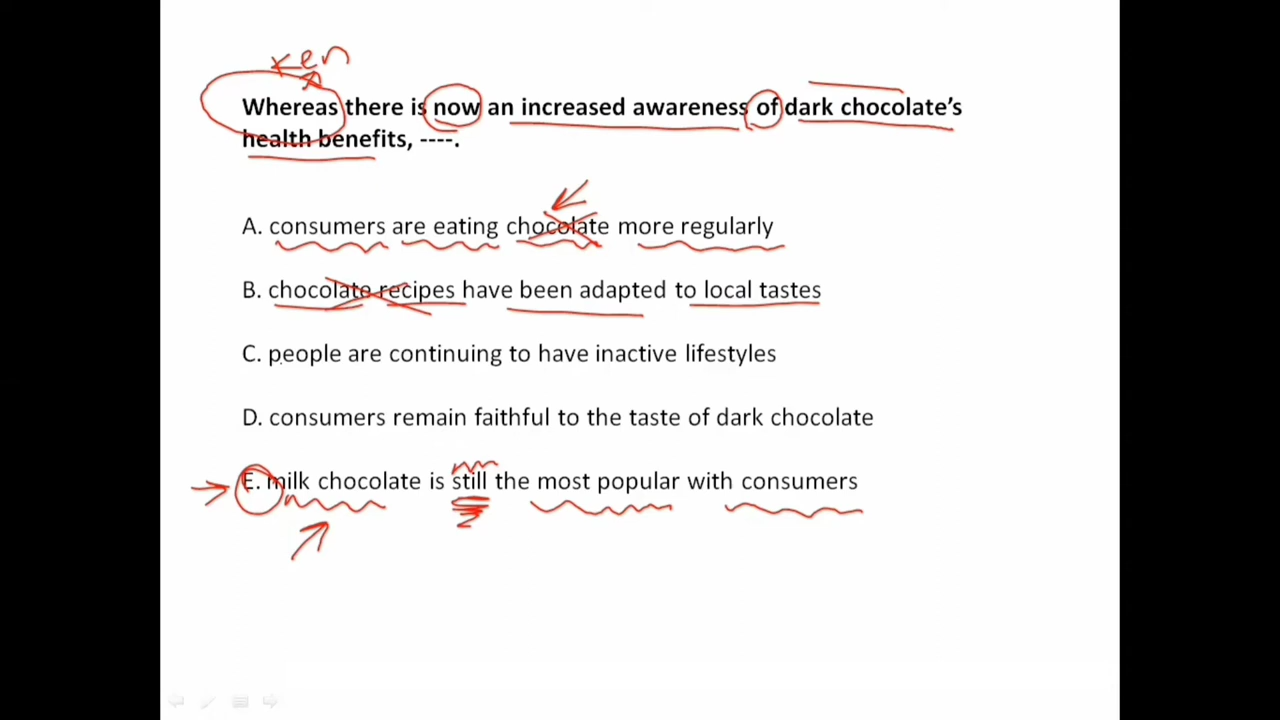 ken
Whereas there is now an increased awareness of dark chocolate's
health benefits, ----.
A. consumers are eating chocolate more regularly
B. chocolate recipes have been adapted to local tastes
C. people are continuing to have inactive lifestyles
D. consumers remain faithful to the taste of dark chocolate
E. milk chocolate is still the most popular with consumers